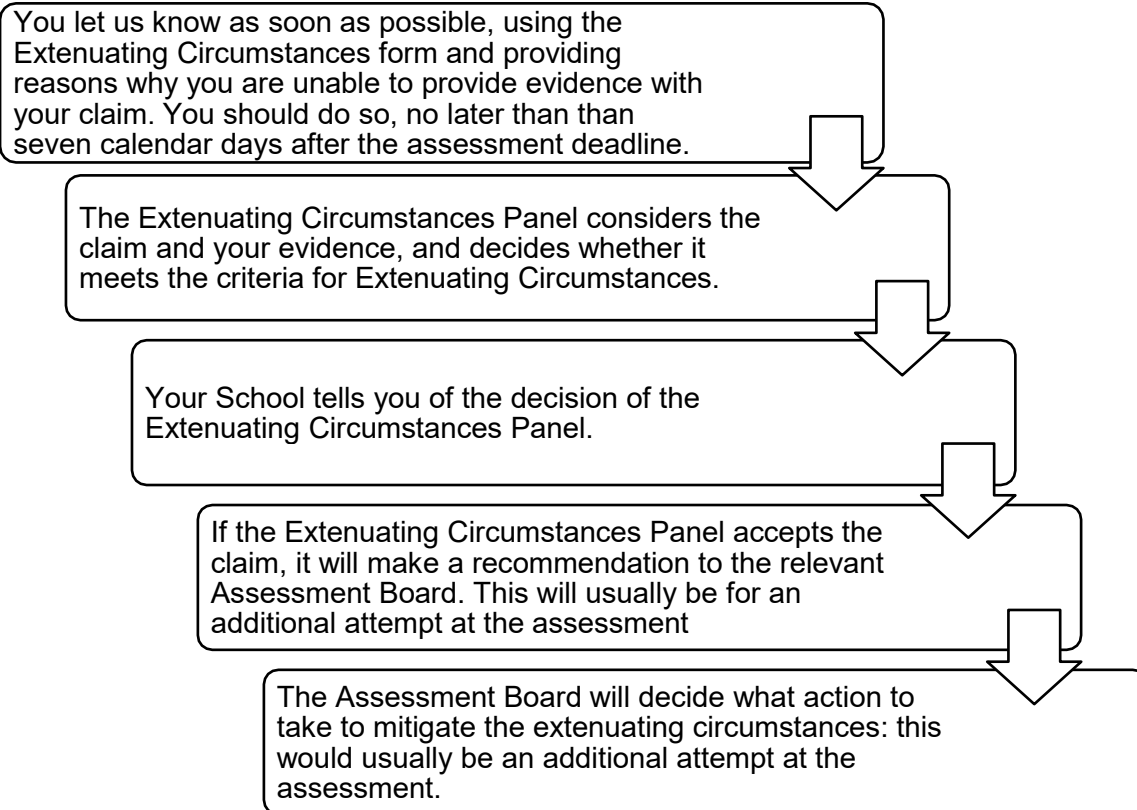 You let us know as soon as possible, using the
Extenuating Circumstances form and providing
reasons why you are unable to provide evidence with
your claim. You should do so, no later than than
seven calendar days after the assessment deadline.
The Extenuating Circumstances Panel considers the
claim and your evidence, and decides whether it
meets the criteria for Extenuating Circumstances.
Your School tells you of the decision of the
Extenuating Circumstances Panel.
If the Extenuating Circumstances Panel accepts the
claim, it will make a recommendation to the relevant
Assessment Board. This will usually be for an
additional attempt at the assessment
The Assessment Board will decide what action to
take to mitigate the extenuating circumstances: this
would usually be an additional attempt at the
assessment.